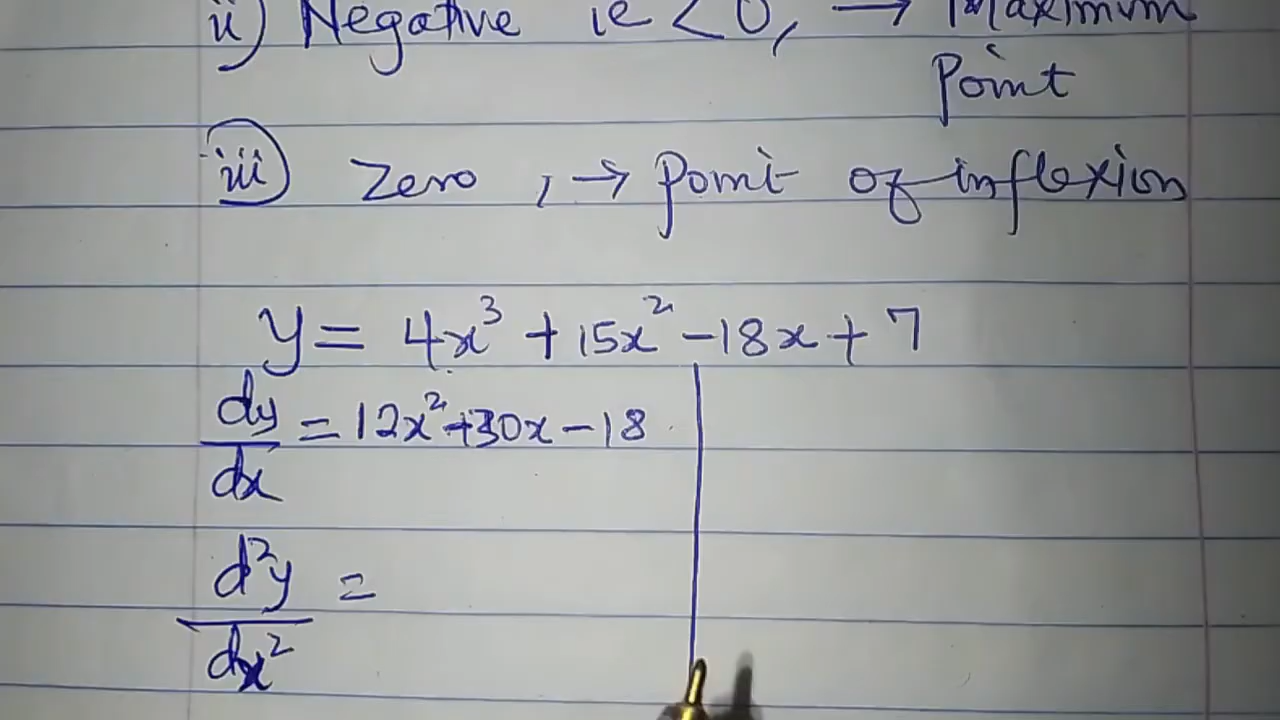 ii) Negative ie < 0, → Maximum
Point
iii) Zero, → Point of inflexion
y = 4x³ + 15x² - 18x + 7
dy/dx = 12x² + 30x - 18
d²y/dx² =